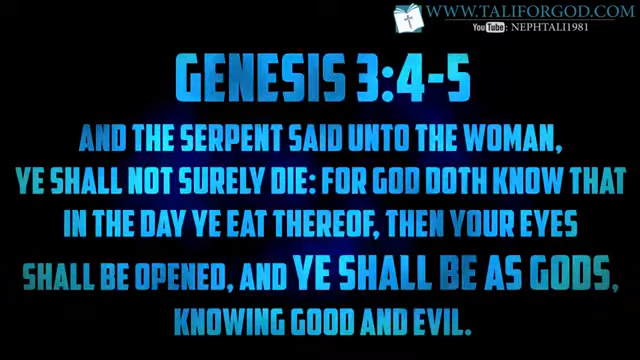 WWW.TALIFORGOD.COM
YouTube: NEPHTALI1981
GENESIS 3:4-5
AND THE SERPENT SAID UNTO THE WOMAN,
YE SHALL NOT SURELY DIE: FOR GOD DOTH KNOW THAT
IN THE DAY YE EAT THEREOF, THEN YOUR EYES
SHALL BE OPENED, AND YE SHALL BE AS GODS,
KNOWING GOOD AND EVIL.